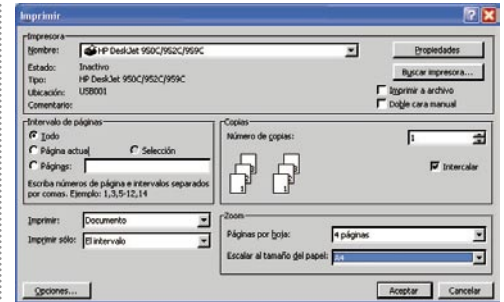 Imprimir
Impresora
Nombre: HP DeskJet 950C/952C/959C Propiedades
Estado: Inactivo
Tipo: HP DeskJet 950C/952C/959C Buscar impresora...
Ubicación: USB001 Imprimir a archivo
Comentario: Doble cara manual
Intervalo de páginas
Todo
Página actual Selección
Páginas:
Escriba números de página e intervalos separados
por comas. Ejemplo: 1,3,5-12,14
Copias
Número de copias: 1
Intercalar
Imprimir: Documento
Imprimir sólo: El intervalo
Zoom
Páginas por hoja: 4 páginas
Escalar al tamaño del papel: A4
Opciones... Aceptar Cancelar